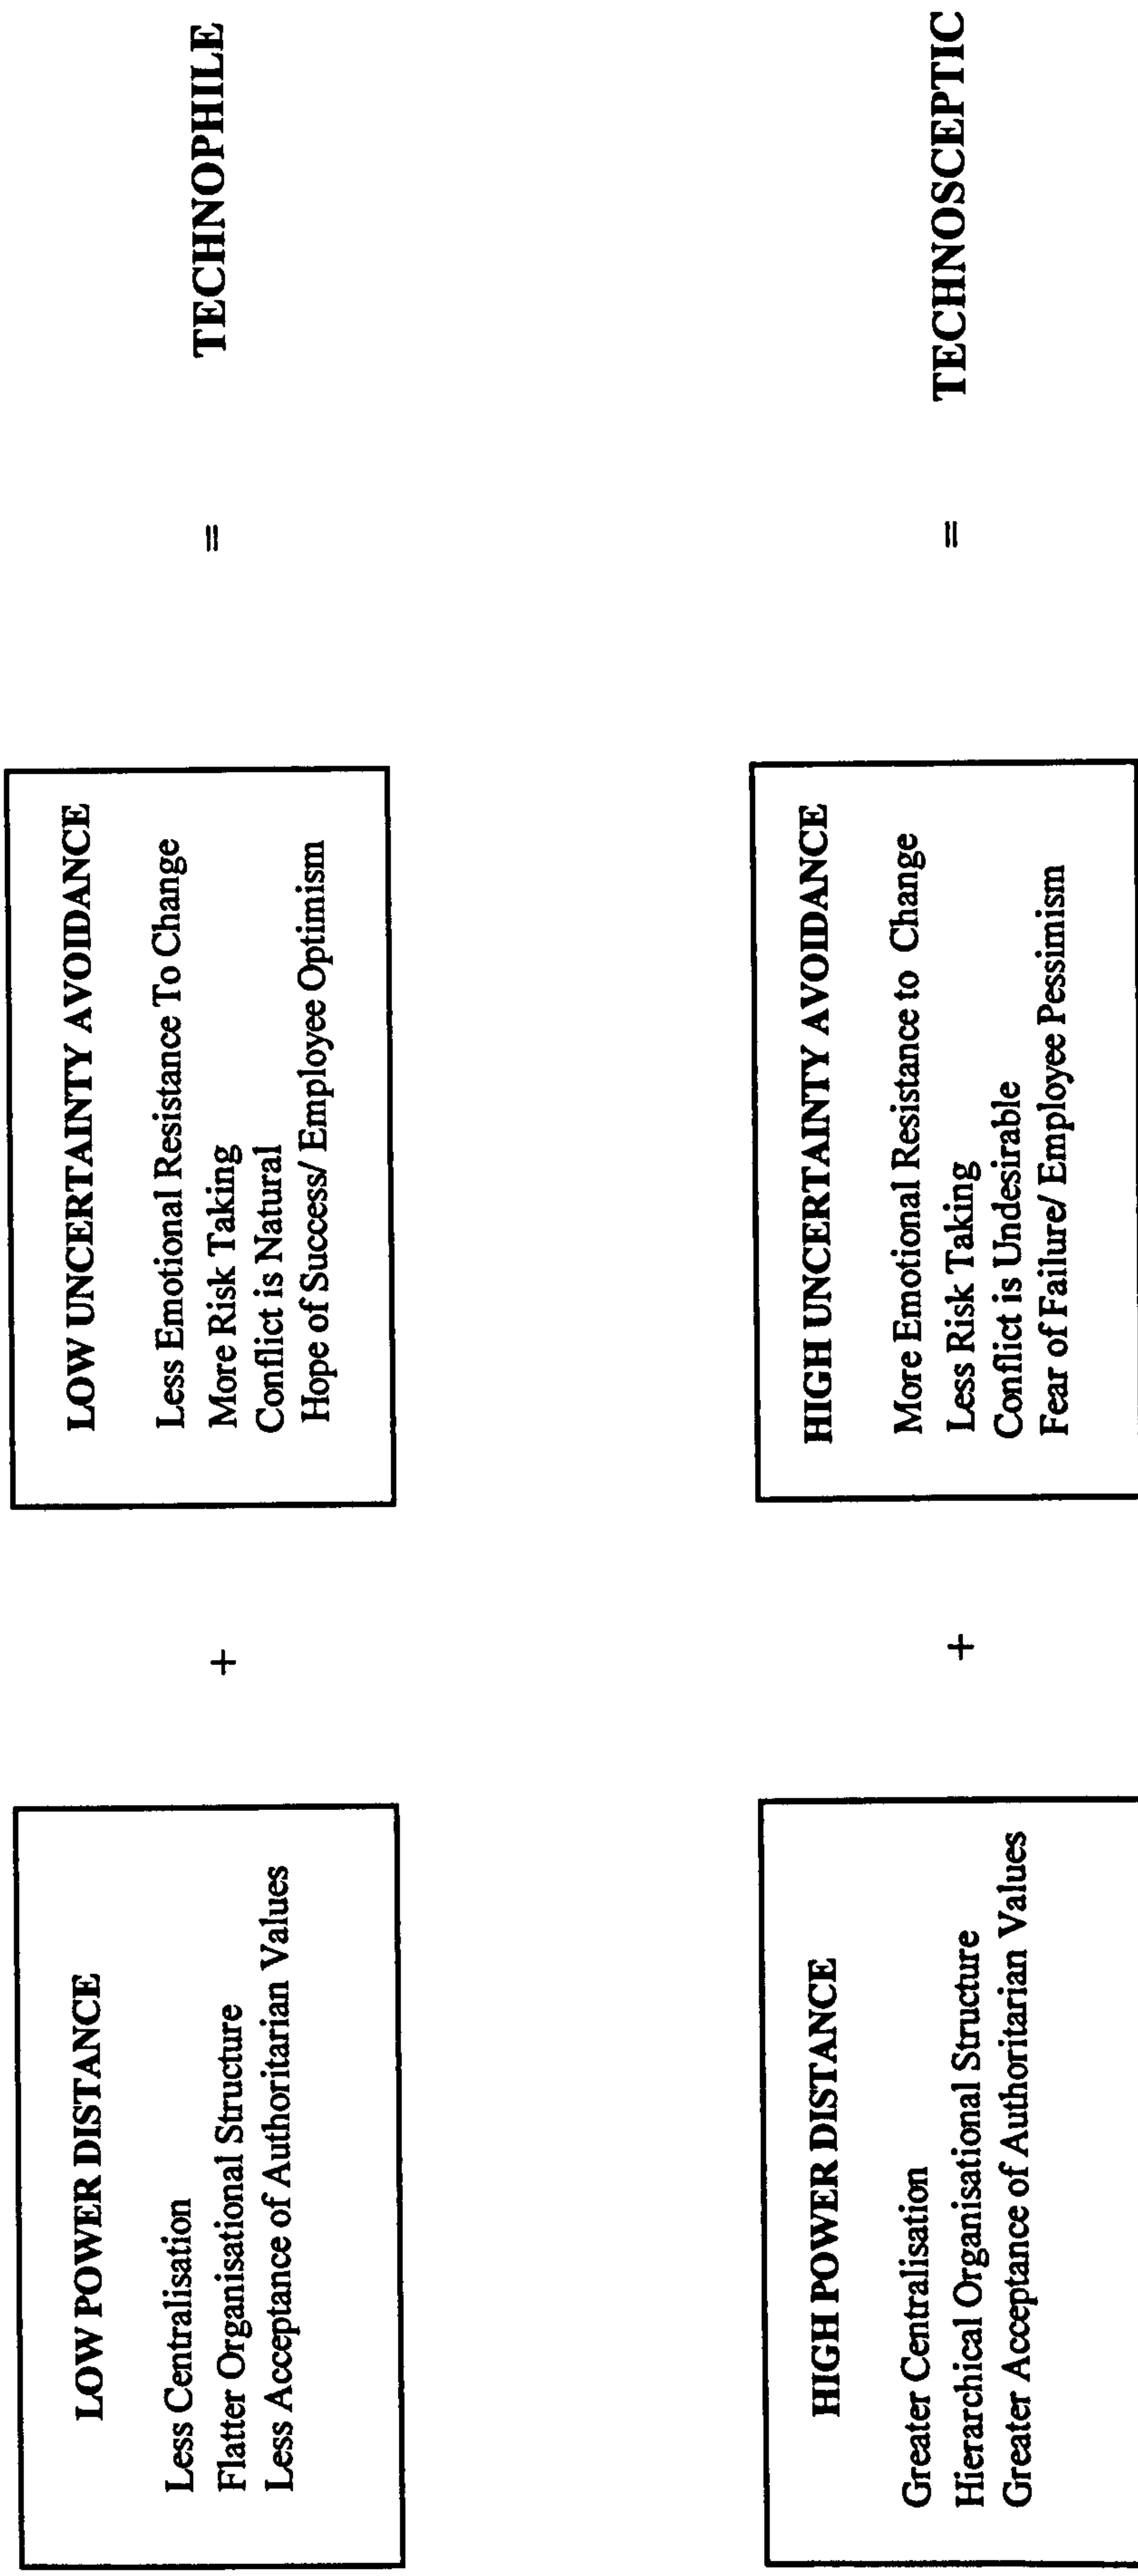 LOW POWER DISTANCE
Less Centralisation
Flatter Organisational Structure
Less Acceptance of Authoritarian Values
+
LOW UNCERTAINTY AVOIDANCE
Less Emotional Resistance To Change
More Risk Taking
Conflict is Natural
Hope of Success/ Employee Optimism
=
TECHNOPHILE
HIGH POWER DISTANCE
Greater Centralisation
Hierarchical Organisational Structure
Greater Acceptance of Authoritarian Values
+
HIGH UNCERTAINTY AVOIDANCE
More Emotional Resistance to Change
Less Risk Taking
Conflict is Undesirable
Fear of Failure/ Employee Pessimism
=
TECHNOSCEPTIC